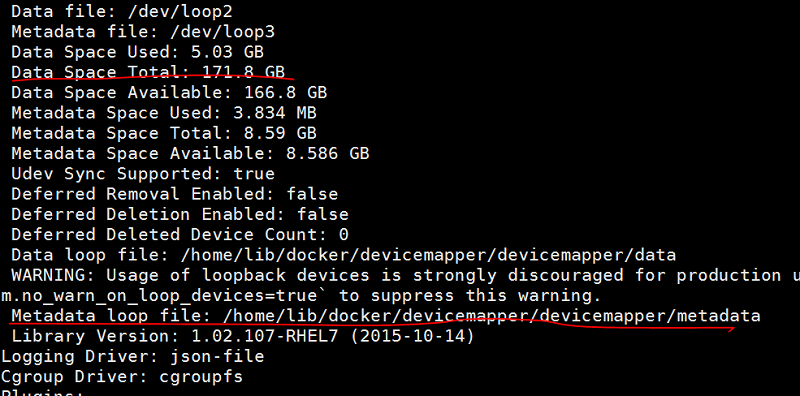 Data file: /dev/loop2
Metadata file: /dev/loop3
Data Space Used: 5.03 GB
Data Space Total: 171.8 GB
Data Space Available: 166.8 GB
Metadata Space Used: 3.834 MB
Metadata Space Total: 8.59 GB
Metadata Space Available: 8.586 GB
Udev Sync Supported: true
Deferred Removal Enabled: false
Deferred Deletion Enabled: false
Deferred Deleted Device Count: 0
Data loop file: /home/lib/docker/devicemapper/devicemapper/data
WARNING: Usage of loopback devices is strongly discouraged for production u
m.no_warn_on_loop_devices=true` to suppress this warning.
Metadata loop file: /home/lib/docker/devicemapper/devicemapper/metadata
Library Version: 1.02.107-RHEL7 (2015-10-14)
Logging Driver: json-file
Cgroup Driver: cgroupfs
Plugins: